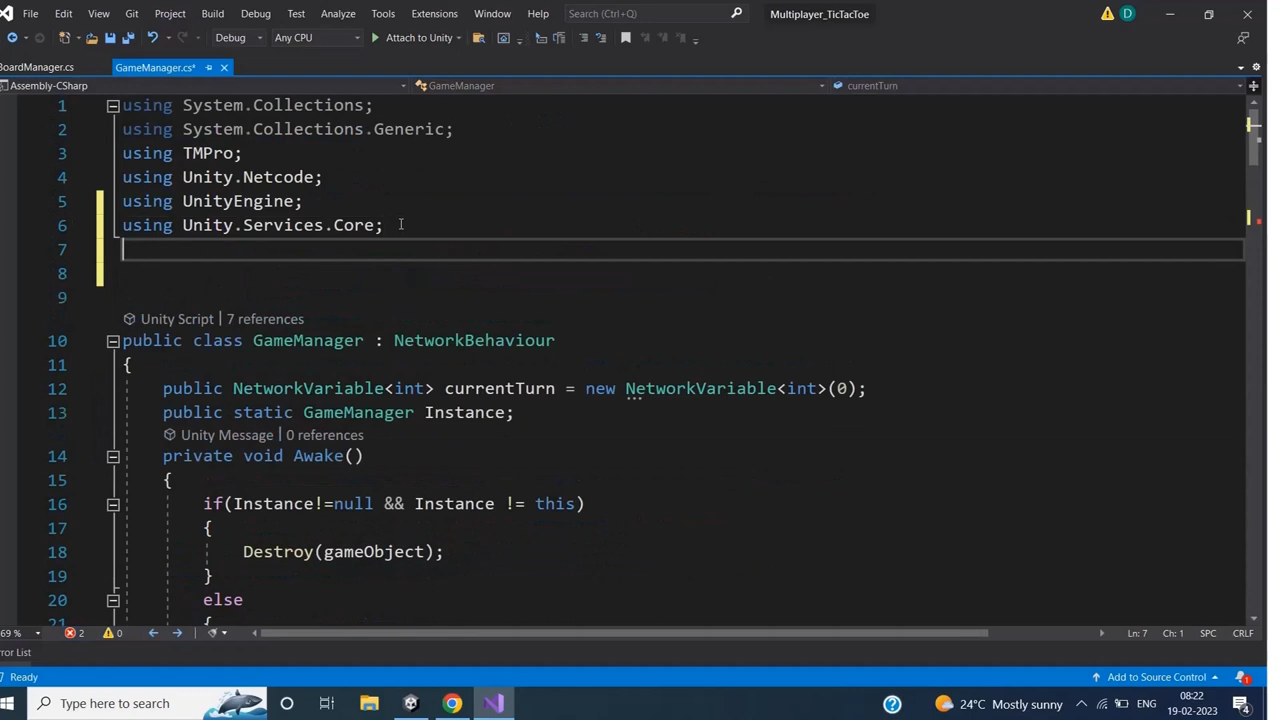 File Edit View Git Project Build Debug Test Analyze Tools Extensions Window Help Search (Ctrl+Q) Multiplayer_TicTacToe D
Debug Any CPU Attach to Unity
BoardManager.cs GameManager.cs*
Assembly-CSharp GameManager currentTurn
1 using System.Collections;
2 using System.Collections.Generic;
3 using TMPro;
4 using Unity.Netcode;
5 using UnityEngine;
6 using Unity.Services.Core;
7
8
9
Unity Script | 7 references
10 public class GameManager : NetworkBehaviour
11 {
12 public NetworkVariable<int> currentTurn = new NetworkVariable<int>(0);
13 public static GameManager Instance;
Unity Message | 0 references
14 private void Awake()
15 {
16 if(Instance!=null && Instance != this)
17 {
18 Destroy(gameObject);
19 }
20 else
21 {
69 % 2 0 Ln: 7 Ch: 1 SPC CRLF
rror List
Ready Add to Source Control 1
Type here to search 24°C Mostly sunny ENG 08:22
19-02-2023 4